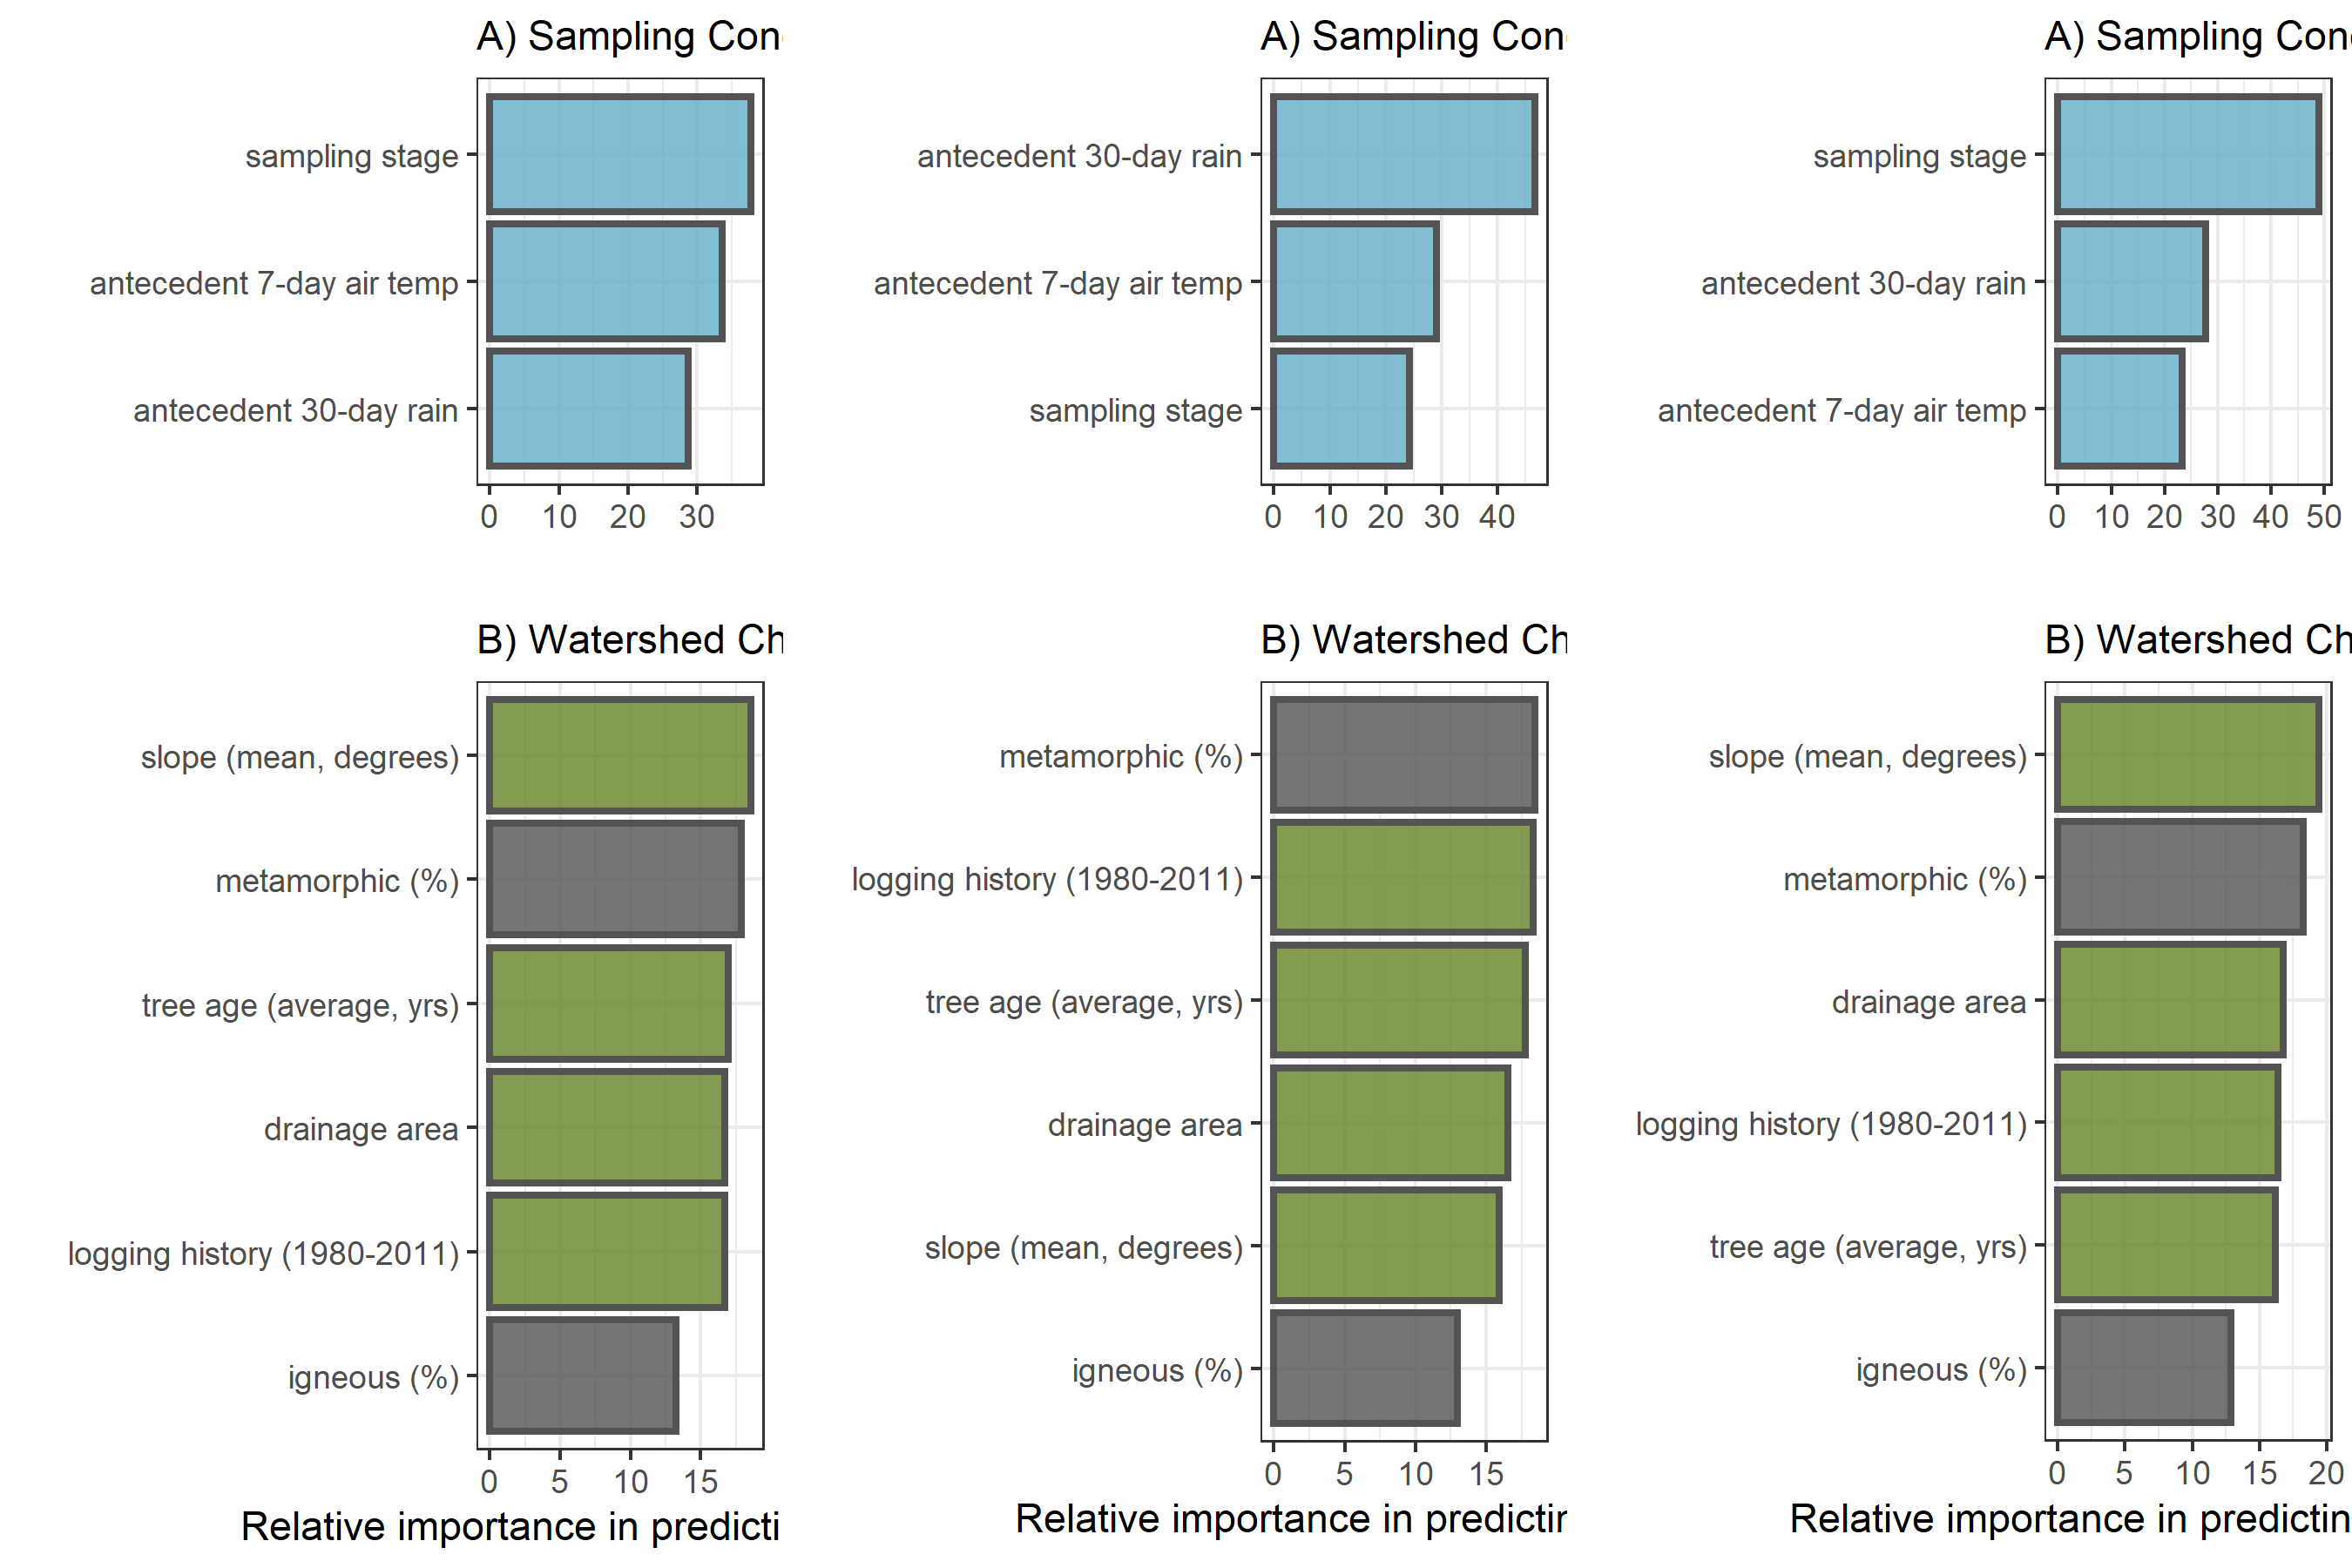 A) Sampling Con
sampling stage
antecedent 7-day air temp
antecedent 30-day rain
0 10 20 30
B) Watershed Ch
slope (mean, degrees)
metamorphic (%)
tree age (average, yrs)
drainage area
logging history (1980-2011)
igneous (%)
0 5 10 15
Relative importance in predicti
A) Sampling Con
antecedent 30-day rain
antecedent 7-day air temp
sampling stage
0 10 20 30 40
B) Watershed Ch
metamorphic (%)
logging history (1980-2011)
tree age (average, yrs)
drainage area
slope (mean, degrees)
igneous (%)
0 5 10 15
Relative importance in predictin
A) Sampling Con
sampling stage
antecedent 30-day rain
antecedent 7-day air temp
0 10 20 30 40 50
B) Watershed Ch
slope (mean, degrees)
metamorphic (%)
drainage area
logging history (1980-2011)
tree age (average, yrs)
igneous (%)
0 5 10 15 20
Relative importance in predictin